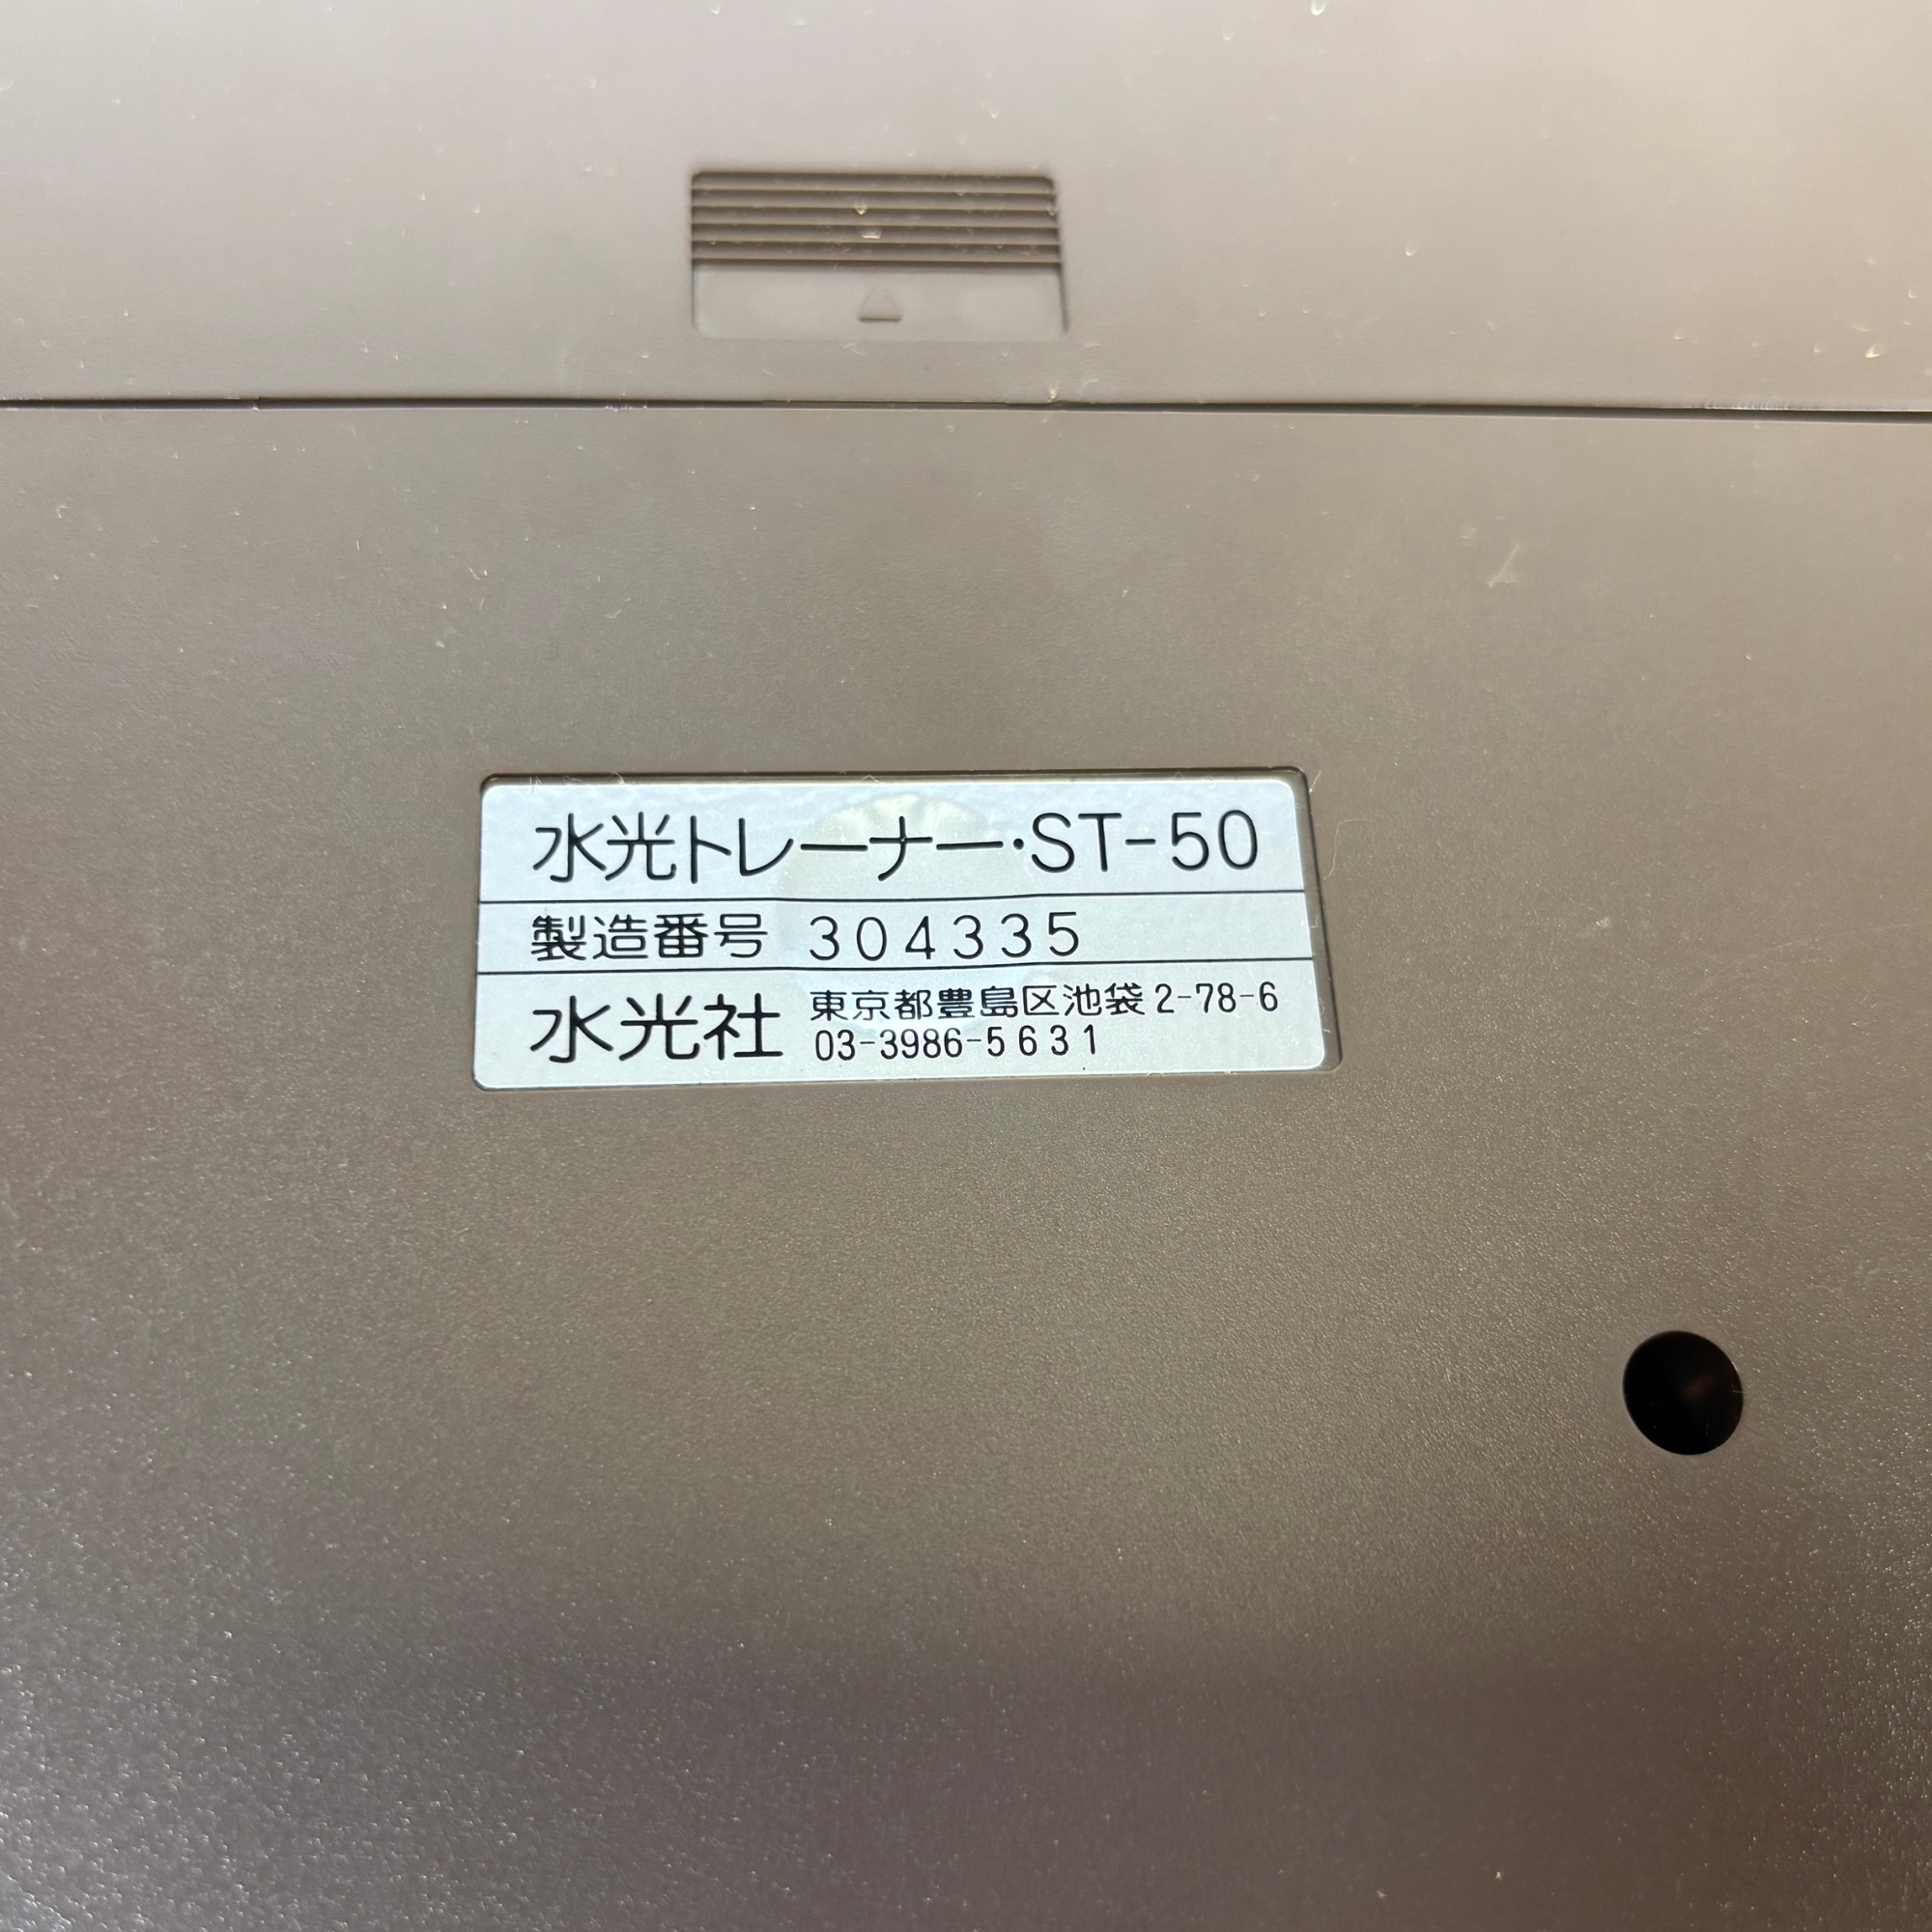 水光トレーナー・ST-50
製造番号 304335
水光社 東京都豊島区池袋2-78-6
03-3986-5631